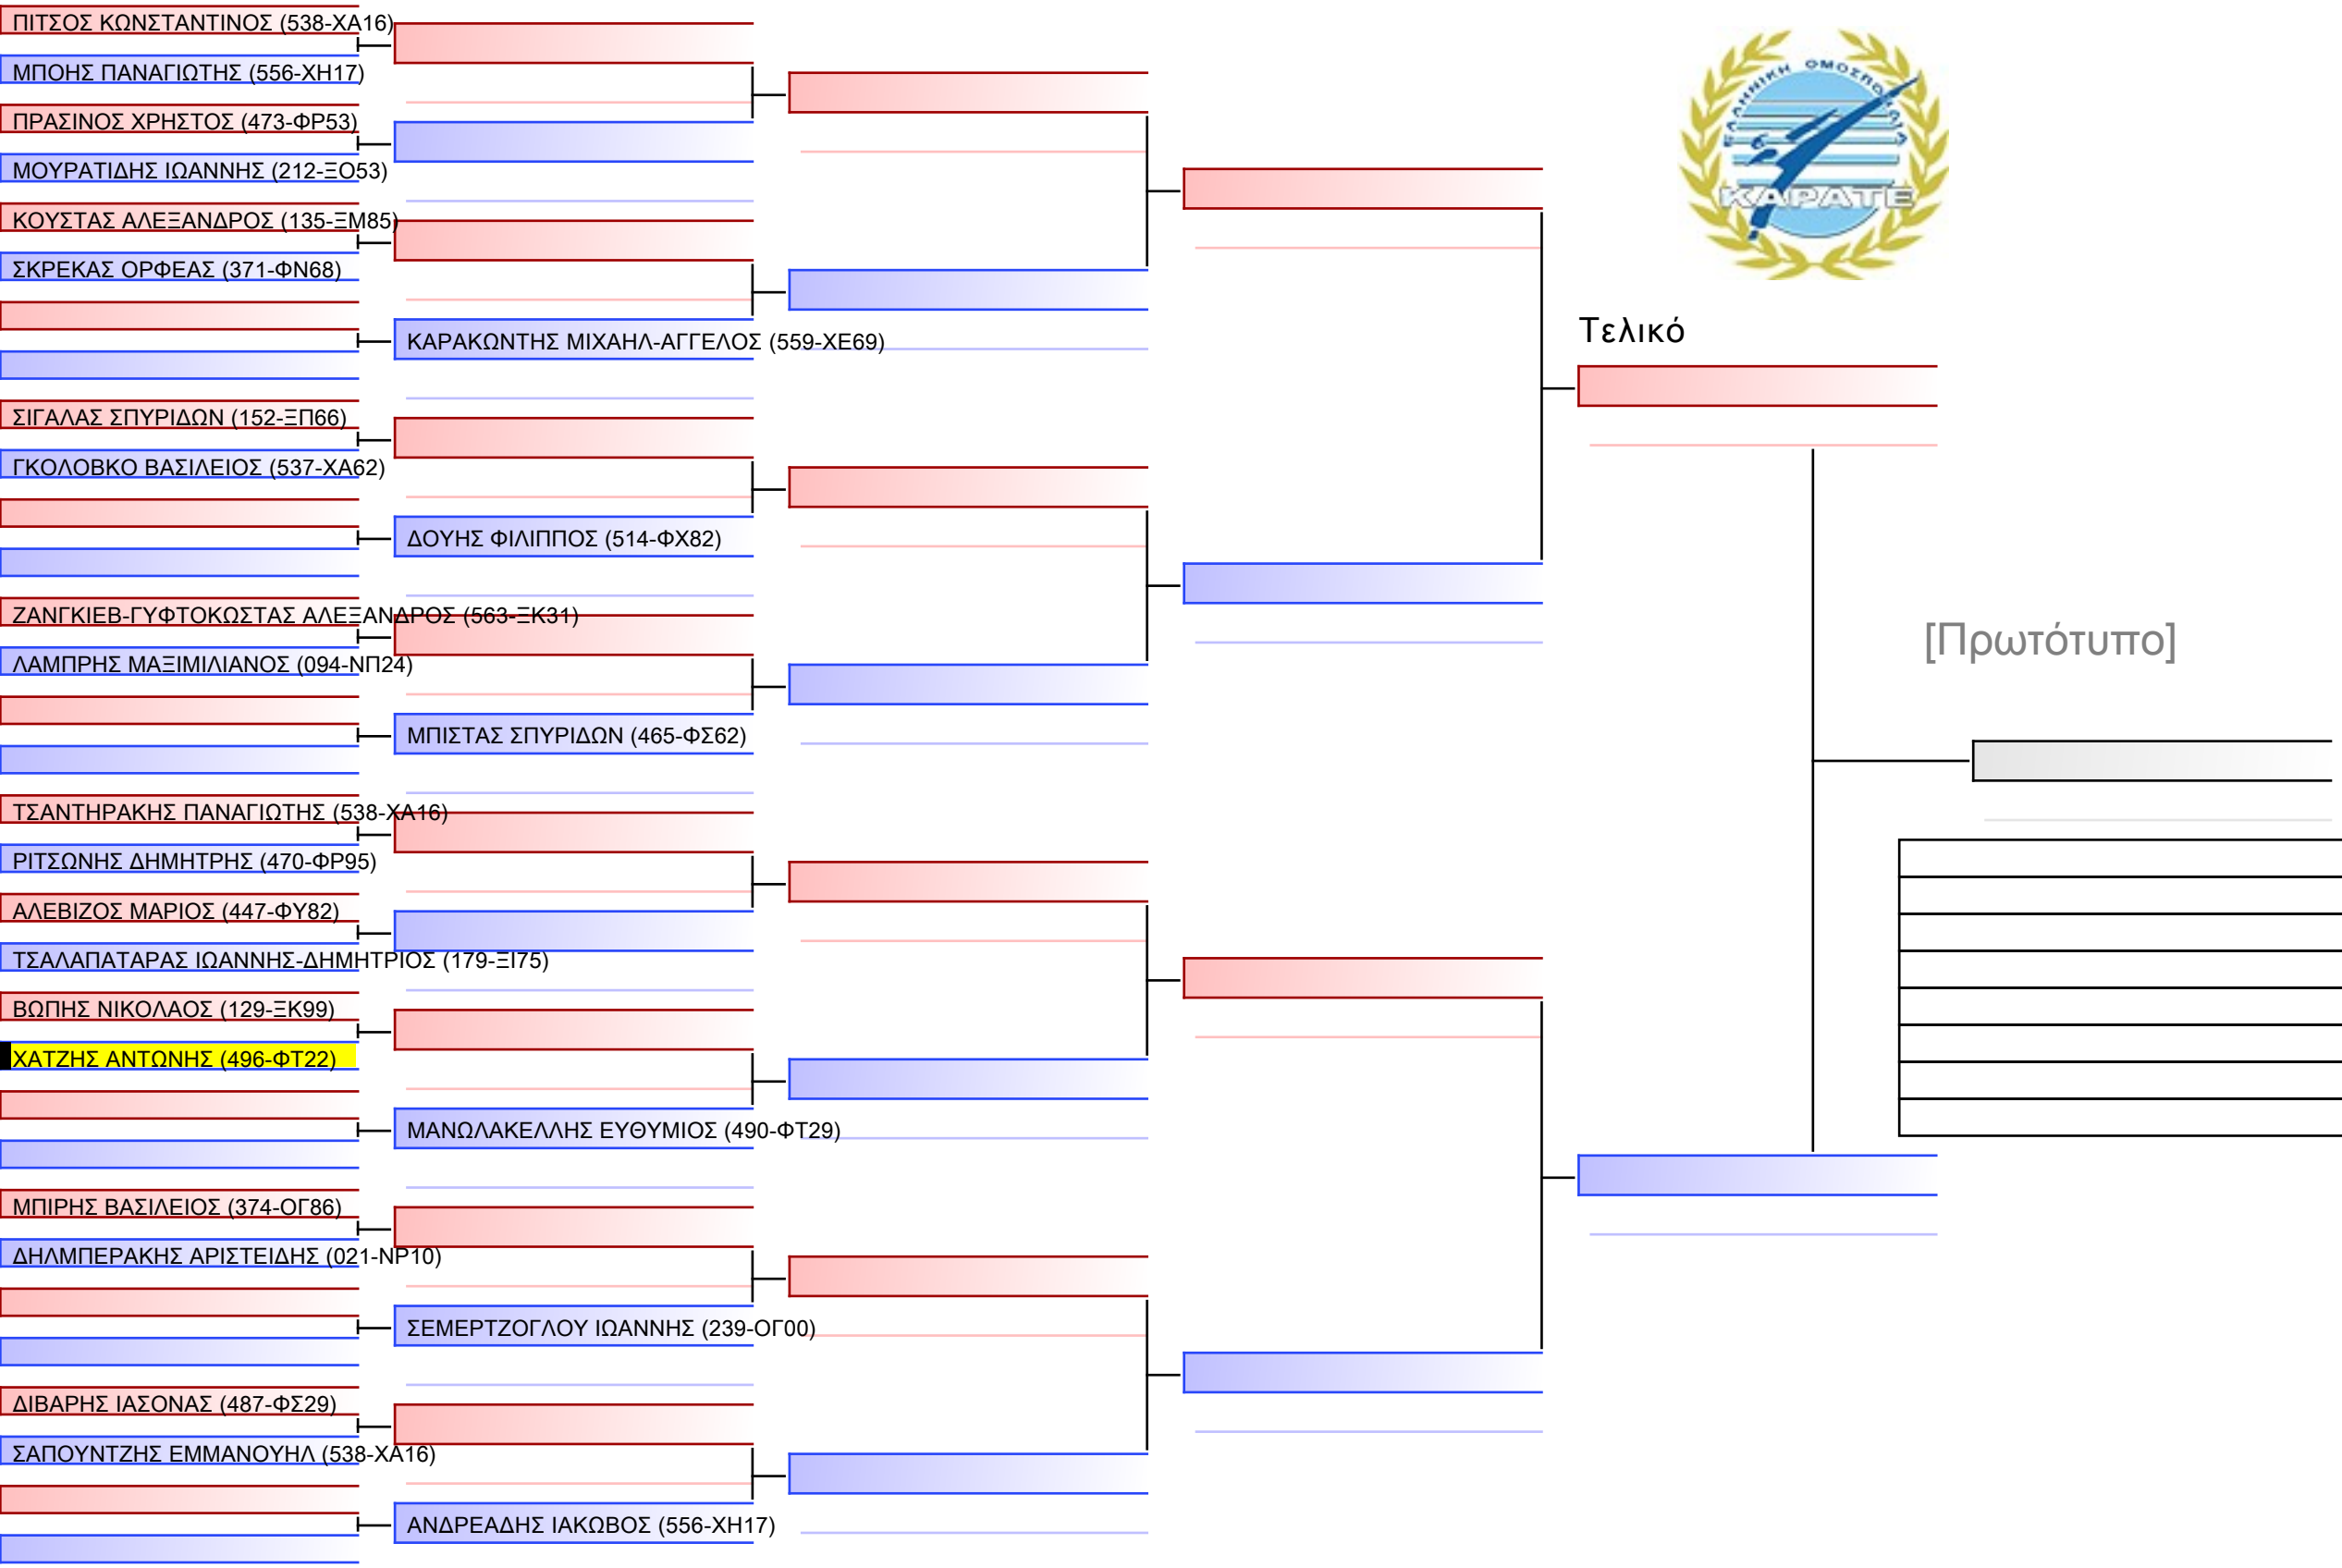 ΠΙΤΣΟΣ ΚΩΝΣΤΑΝΤΙΝΟΣ (538-ΧΑ16)
ΜΠΟΗΣ ΠΑΝΑΓΙΩΤΗΣ (556-ΧΗ17)
ΠΡΑΣΙΝΟΣ ΧΡΗΣΤΟΣ (473-ΦΡ53)
ΜΟΥΡΑΤΙΔΗΣ ΙΩΑΝΝΗΣ (212-ΞΟ53)
ΚΟΥΣΤΑΣ ΑΛΕΞΑΝΔΡΟΣ (135-ΞΜ85)
ΣΚΡΕΚΑΣ ΟΡΦΕΑΣ (371-ΦΝ68)
ΣΙΓΑΛΑΣ ΣΠΥΡΙΔΩΝ (152-ΞΠ66)
ΓΚΟΛΟΒΚΟ ΒΑΣΙΛΕΙΟΣ (537-ΧΑ62)
ΖΑΝΓΚΙΕΒ-ΓΥΦΤΟΚΩΣΤΑΣ ΑΛΕΞΑΝΔΡΟΣ (563-ΞΚ31)
ΛΑΜΠΡΗΣ ΜΑΞΙΜΙΛΙΑΝΟΣ (094-ΝΠ24)
ΤΣΑΝΤΗΡΑΚΗΣ ΠΑΝΑΓΙΩΤΗΣ (538-ΧΑ16)
ΡΙΤΣΩΝΗΣ ΔΗΜΗΤΡΗΣ (470-ΦΡ95)
ΑΛΕΒΙΖΟΣ ΜΑΡΙΟΣ (447-ΦΥ82)
ΤΣΑΛΑΠΑΤΑΡΑΣ ΙΩΑΝΝΗΣ-ΔΗΜΗΤΡΙΟΣ (179-ΞΙ75)
ΒΩΠΗΣ ΝΙΚΟΛΑΟΣ (129-ΞΚ99)
ΧΑΤΖΗΣ ΑΝΤΩΝΗΣ (496-ΦΤ22)
ΜΠΙΡΗΣ ΒΑΣΙΛΕΙΟΣ (374-ΟΓ86)
ΔΗΛΜΠΕΡΑΚΗΣ ΑΡΙΣΤΕΙΔΗΣ (021-ΝΡ10)
ΔΙΒΑΡΗΣ ΙΑΣΟΝΑΣ (487-ΦΣ29)
ΣΑΠΟΥΝΤΖΗΣ ΕΜΜΑΝΟΥΗΛ (538-ΧΑ16)
ΚΑΡΑΚΩΝΤΗΣ ΜΙΧΑΗΛ-ΑΓΓΕΛΟΣ (559-ΧΕ69)
ΔΟΥΗΣ ΦΙΛΙΠΠΟΣ (514-ΦΧ82)
ΜΠΙΣΤΑΣ ΣΠΥΡΙΔΩΝ (465-ΦΣ62)
ΜΑΝΩΛΑΚΕΛΛΗΣ ΕΥΘΥΜΙΟΣ (490-ΦΤ29)
ΣΕΜΕΡΤΖΟΓΛΟΥ ΙΩΑΝΝΗΣ (239-ΟΓ00)
ΑΝΔΡΕΑΔΗΣ ΙΑΚΩΒΟΣ (556-ΧΗ17)
ΕΛΛΗΝΙΚΗ ΟΜΟΣΠΟΝΔΙΑ
ΚΑΡΑΤΕ
Τελικό
[Πρωτότυπο]